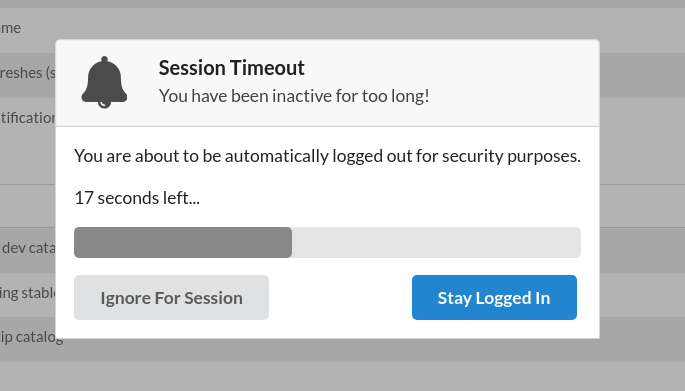 ame
Session Timeout
reshes (s
You have been inactive for too long!
tification
You are about to be automatically logged out for security purposes.
17 seconds left...
dev cata
ing stable
Ignore For Session
Stay Logged In
ip catalog